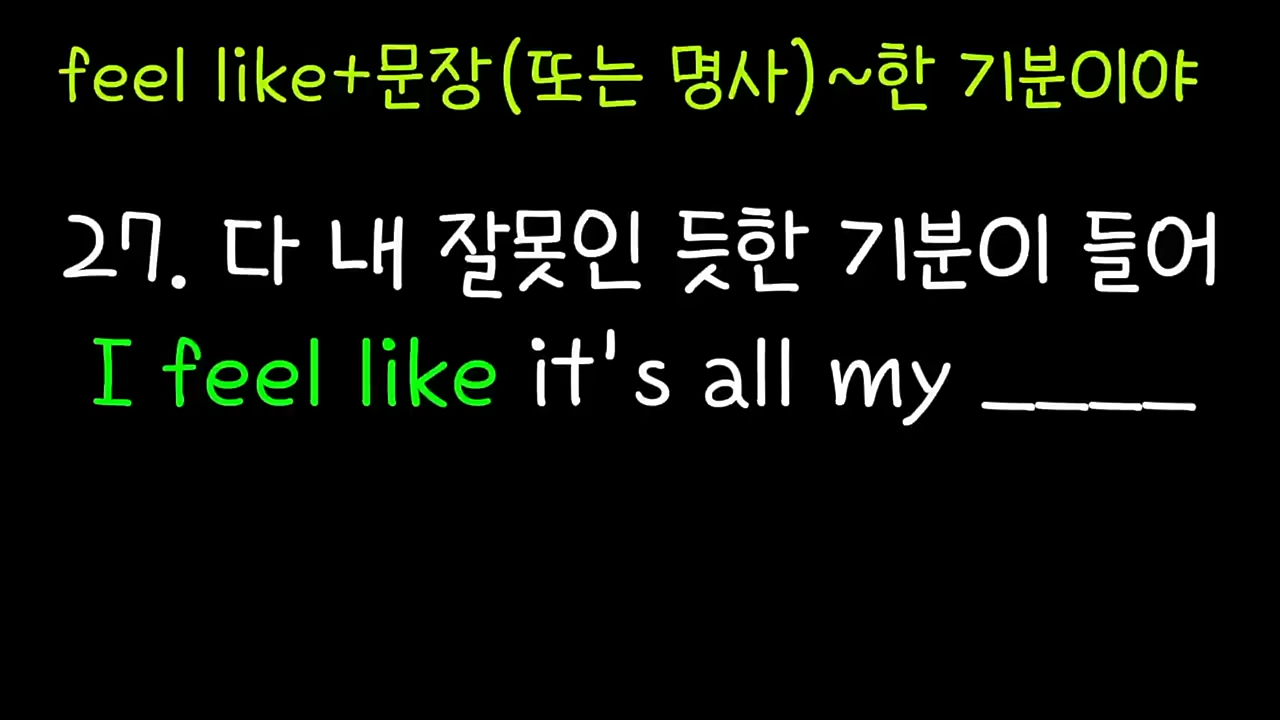 feel like+문장(또는 명사)~한 기분이야
27. 다 내 잘못인 듯한 기분이 들어
I feel like it's all my ____